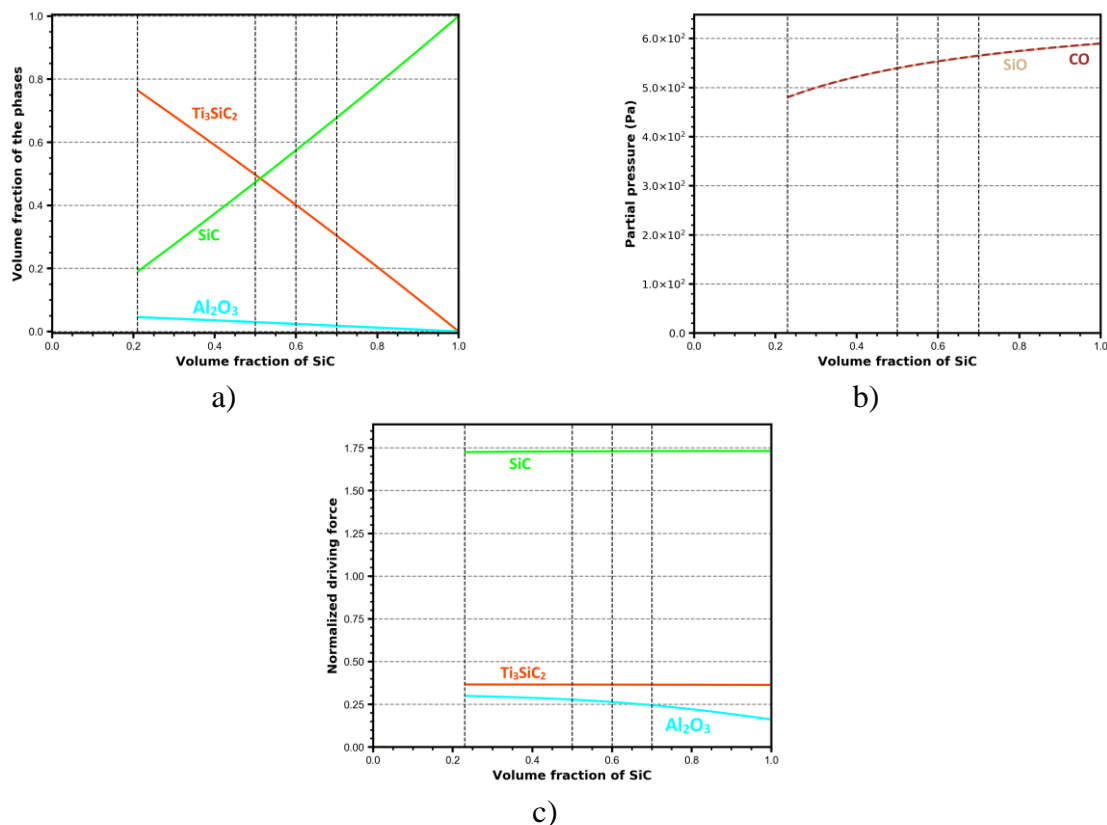 Volume fraction of the phases
1.0
0.8
0.6
0.4
0.2
0.0
Ti₃SiC₂
SiC
Al₂O₃
0.0 0.2 0.4 0.6 0.8 1.0
Volume fraction of SiC
a)
Partial pressure (Pa)
6.0×10²
5.0×10²
4.0×10²
3.0×10²
2.0×10²
1.0×10²
0.0
SiO
CO
0.0 0.2 0.4 0.6 0.8 1.0
Volume fraction of SiC
b)
Normalized driving force
1.75
1.50
1.25
1.00
0.75
0.50
0.25
0.00
SiC
Ti₃SiC₂
Al₂O₃
0.0 0.2 0.4 0.6 0.8 1.0
Volume fraction of SiC
c)